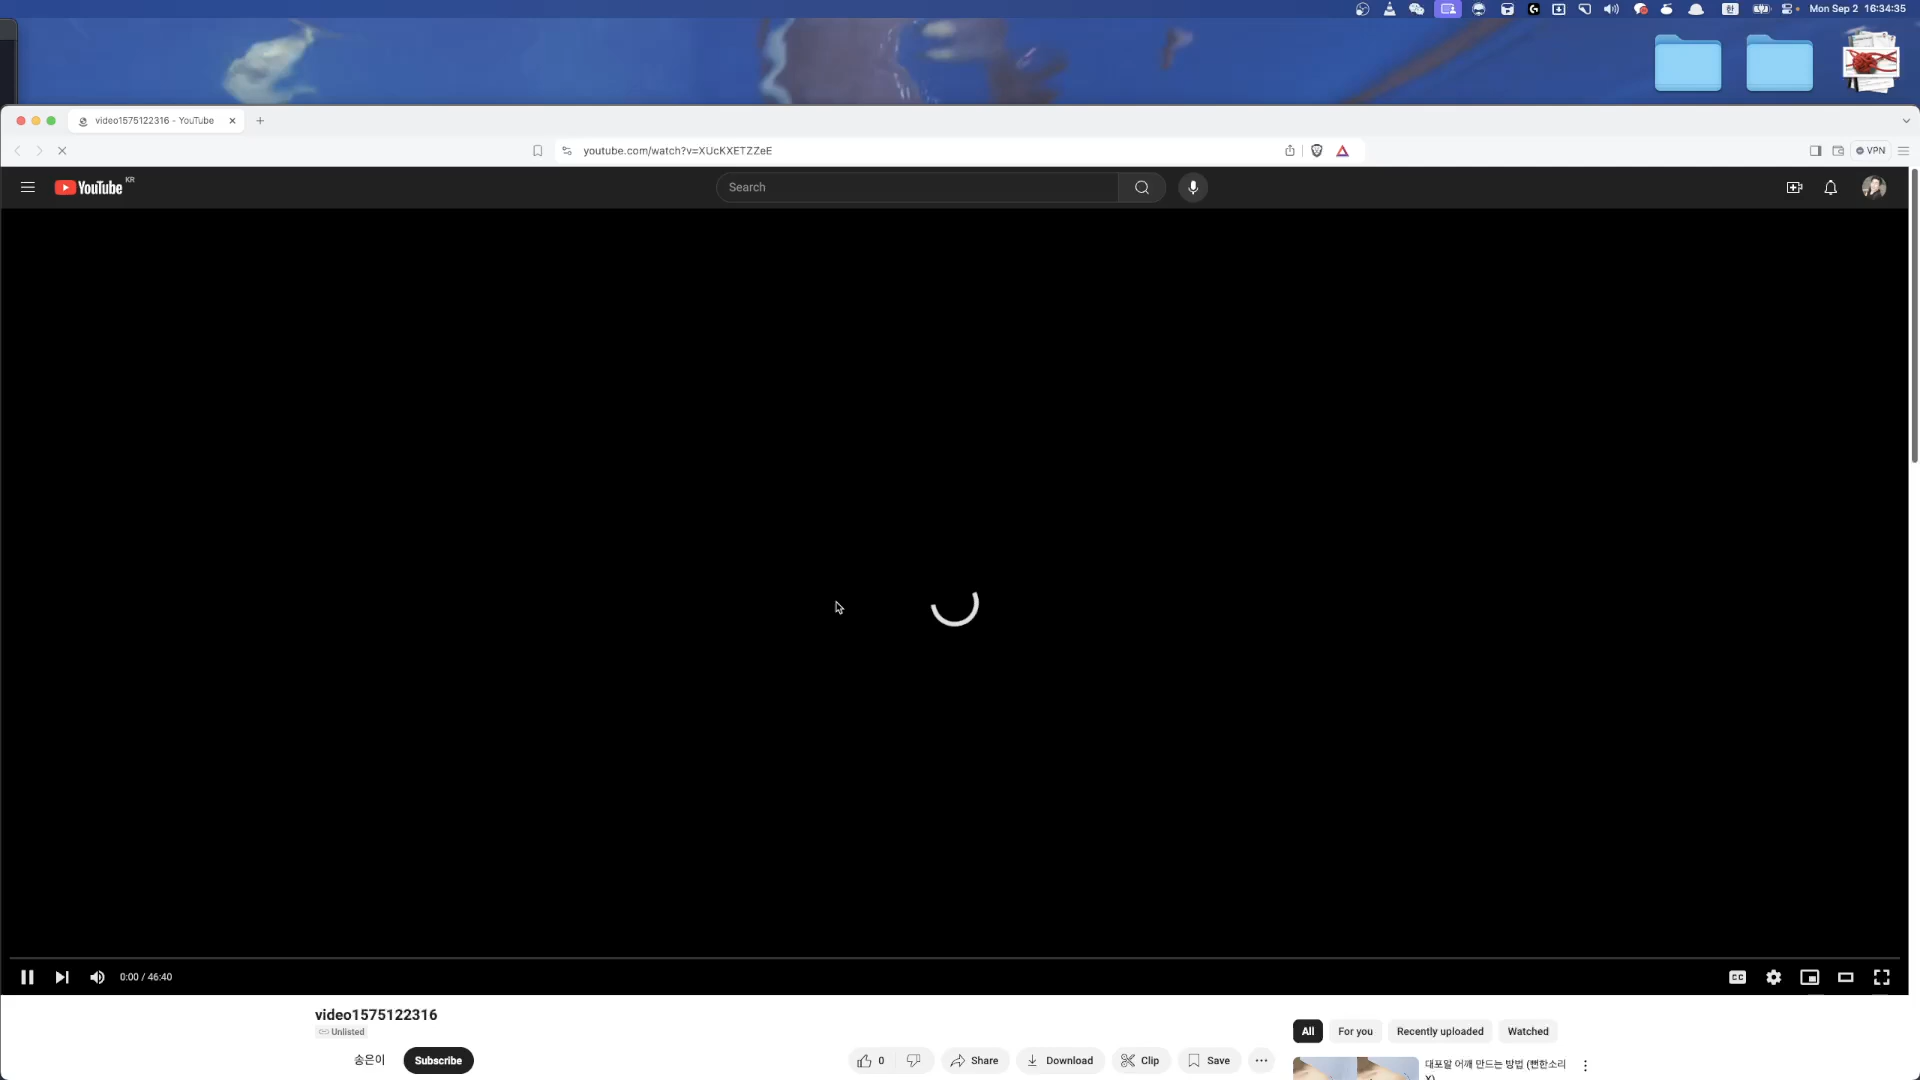 Mon Sep 2 16:34:35
video1575122316 - YouTube
youtube.com/watch?v=XUcKXETZZeE
VPN
YouTube KR
Search
0:00 / 46:40
CC
video1575122316
Unlisted
송은이
Subscribe
0
Share
Download
Clip
Save
All
For you
Recently uploaded
Watched
대포알 어깨 만드는 방법 (뻔한소리
X)